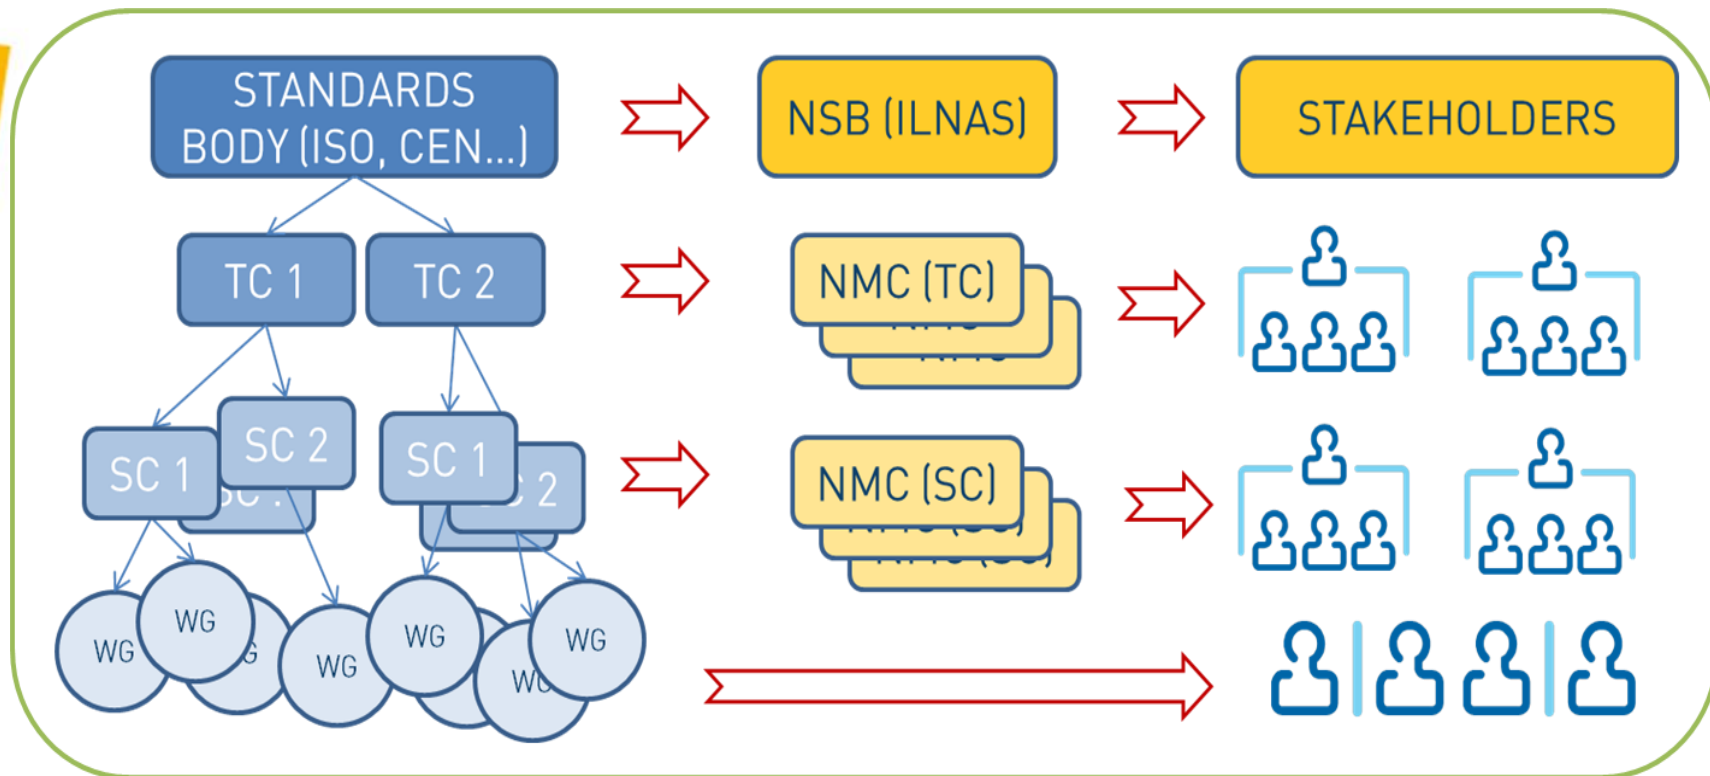 STANDARDS
BODY (ISO, CEN...)
NSB (ILNAS)
STAKEHOLDERS
TC 1
TC 2
NMC (TC)
SC 1
SC 2
SC 1
2
NMC (SC)
WG
WG
WG
WG
WG